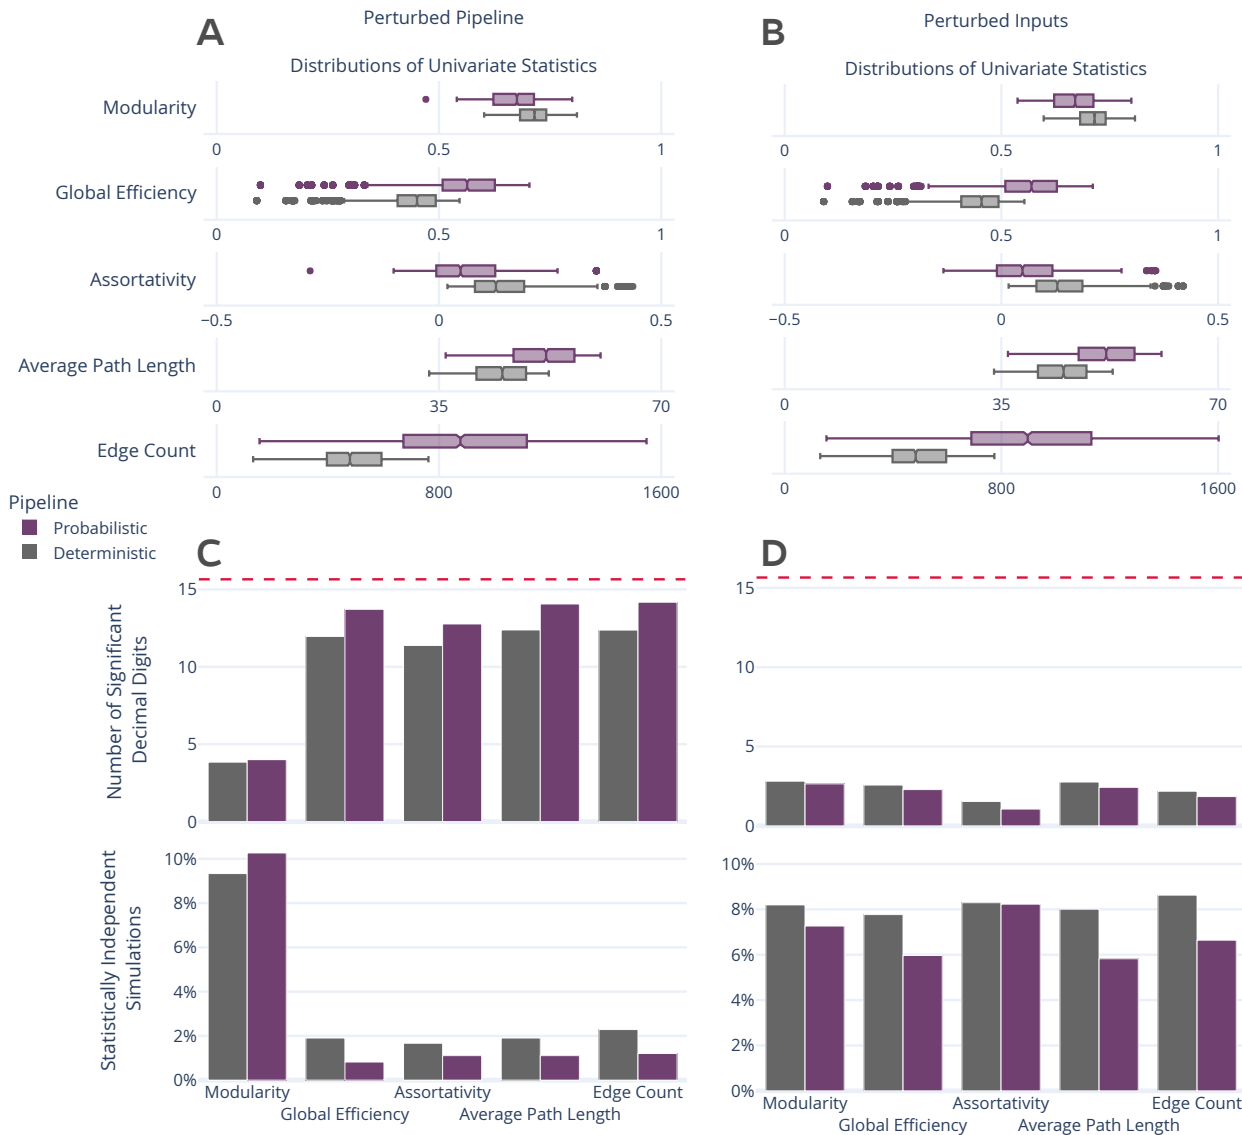 A
Perturbed Pipeline
Distributions of Univariate Statistics
Modularity
0 0.5 1
Global Efficiency
0 0.5 1
Assortativity
−0.5 0 0.5
Average Path Length
0 35 70
Edge Count
0 800 1600
B
Perturbed Inputs
Distributions of Univariate Statistics
0 0.5 1
0 0.5 1
−0.5 0 0.5
0 35 70
0 800 1600
Pipeline
Probabilistic
Deterministic
C
Number of Significant
Decimal Digits
15
10
5
0
Statistically Independent
Simulations
10%
8%
6%
4%
2%
0%
Modularity Assortativity Edge Count
Global Efficiency Average Path Length
D
15
10
5
0
10%
8%
6%
4%
2%
0%
Modularity Assortativity Edge Count
Global Efficiency Average Path Length